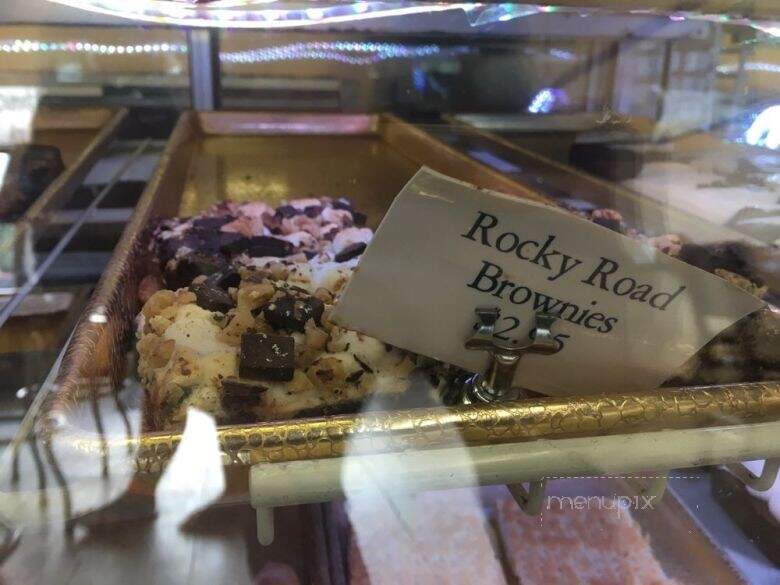 Rocky Road
Brownies
menupix